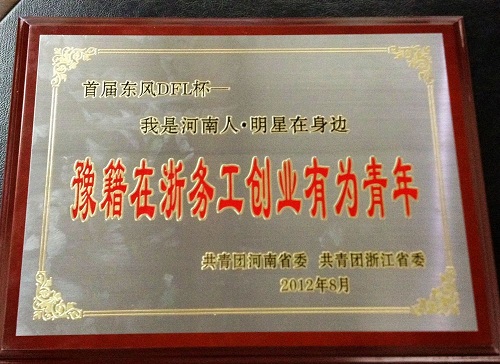 首届东风DFL杯—
我是河南人·明星在身边
豫籍在浙务工创业有为青年
共青团河南省委 共青团浙江省委
2012年8月